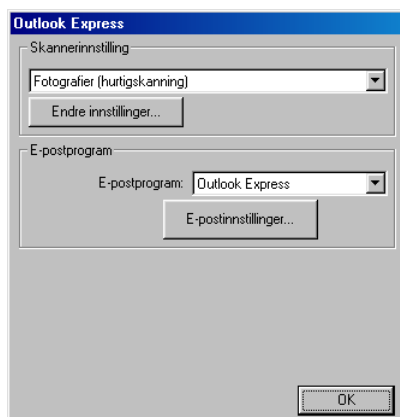 Outlook Express
Skannerinnstilling
Fotografier (hurtigskanning)
Endre innstillinger...
E-postprogram
E-postprogram: Outlook Express
E-postinnstillinger...
OK